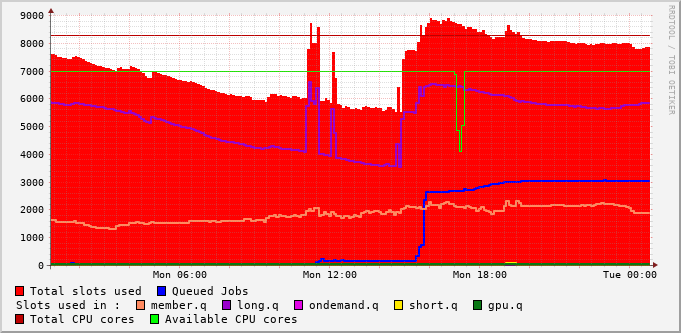 9000
8000
7000
6000
5000
4000
3000
2000
1000
0
Mon 06:00 Mon 12:00 Mon 18:00 Tue 00:00
Total slots used Queued Jobs
Slots used in : member.q long.q ondemand.q short.q gpu.q
Total CPU cores Available CPU cores
RRDTOOL / TOBI OETIKER